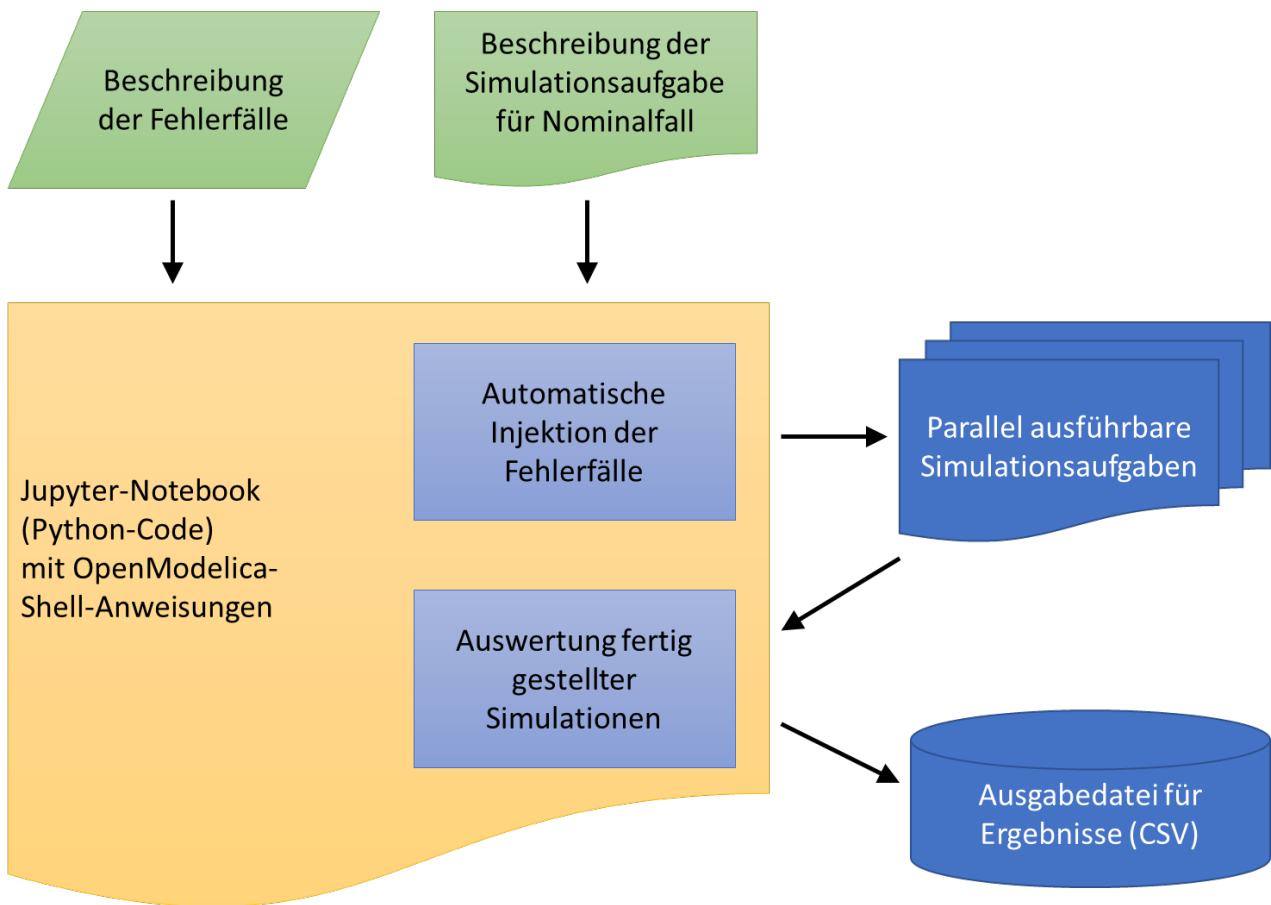 Beschreibung
der Fehlerfälle
Beschreibung der
Simulationsaufgabe
für Nominalfall
Jupyter-Notebook
(Python-Code)
mit OpenModelica-
Shell-Anweisungen
Automatische
Injektion der
Fehlerfälle
Parallel ausführbare
Simulationsaufgaben
Auswertung fertig
gestellter
Simulationen
Ausgabedatei für
Ergebnisse (CSV)